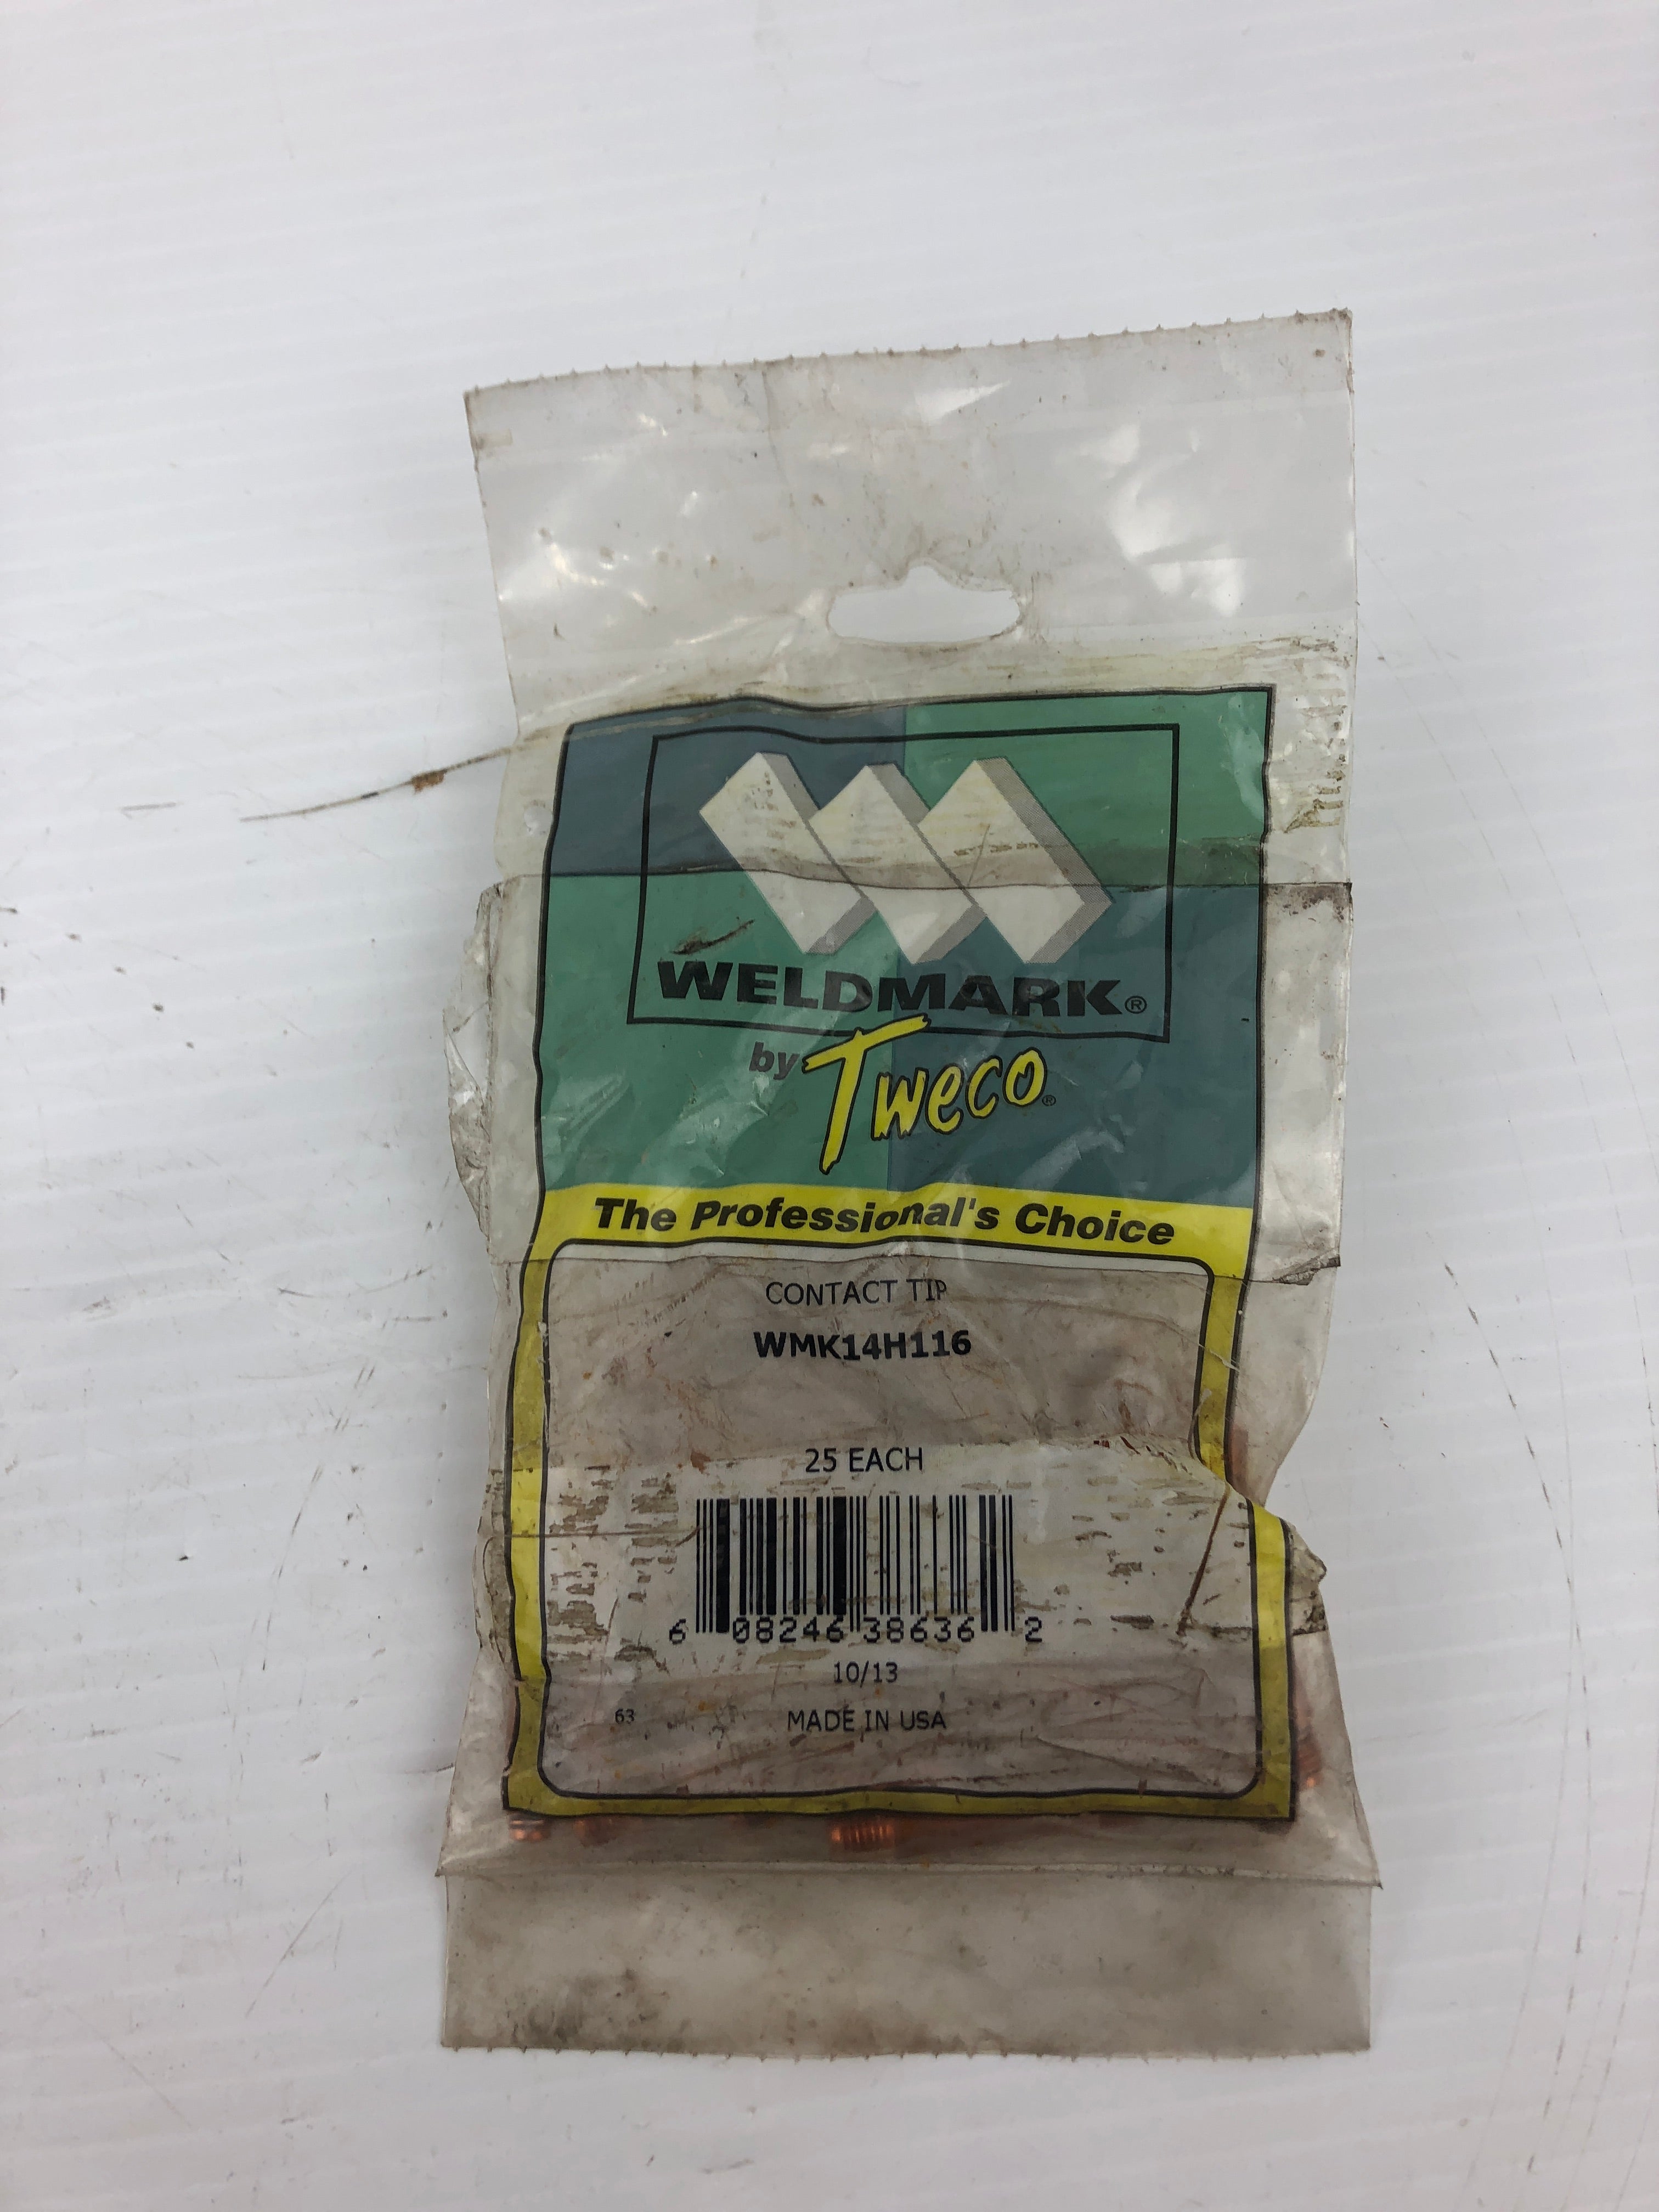 WELDMARK®
by Tweco®
The Professional's Choice
CONTACT TIP
WMK14H116
25 EACH
6 08246 38636 2
10/13
63 MADE IN USA